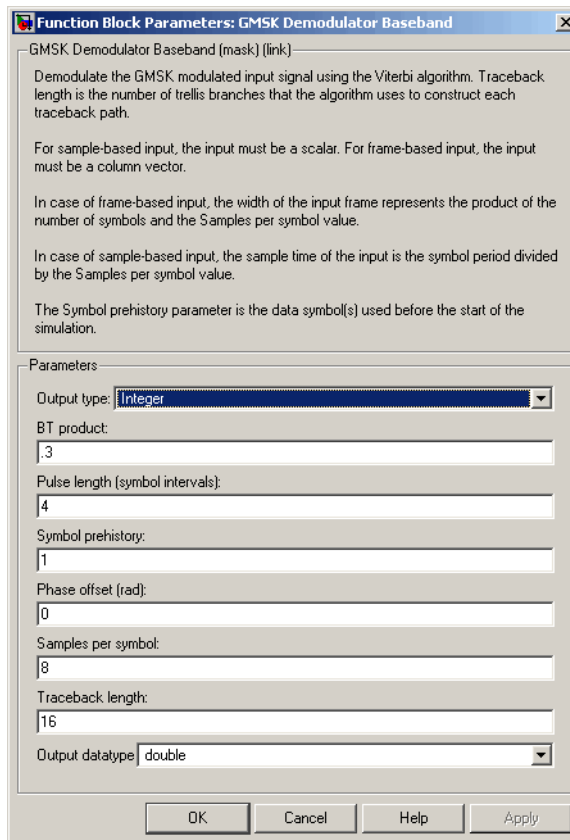 Function Block Parameters: GMSK Demodulator Baseband
GMSK Demodulator Baseband (mask) (link)
Demodulate the GMSK modulated input signal using the Viterbi algorithm. Traceback
length is the number of trellis branches that the algorithm uses to construct each
traceback path.
For sample-based input, the input must be a scalar. For frame-based input, the input
must be a column vector.
In case of frame-based input, the width of the input frame represents the product of the
number of symbols and the Samples per symbol value.
In case of sample-based input, the sample time of the input is the symbol period divided
by the Samples per symbol value.
The Symbol prehistory parameter is the data symbol(s) used before the start of the
simulation.
Parameters
Output type: Integer
BT product:
.3
Pulse length (symbol intervals):
4
Symbol prehistory:
1
Phase offset (rad):
0
Samples per symbol:
8
Traceback length:
16
Output datatype double
OK Cancel Help Apply